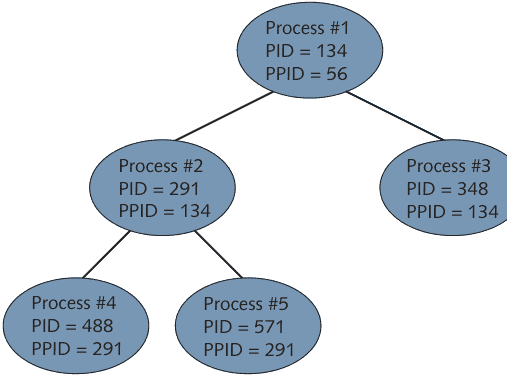 Process #1
PID = 134
PPID = 56
Process #2
PID = 291
PPID = 134
Process #3
PID = 348
PPID = 134
Process #4
PID = 488
PPID = 291
Process #5
PID = 571
PPID = 291